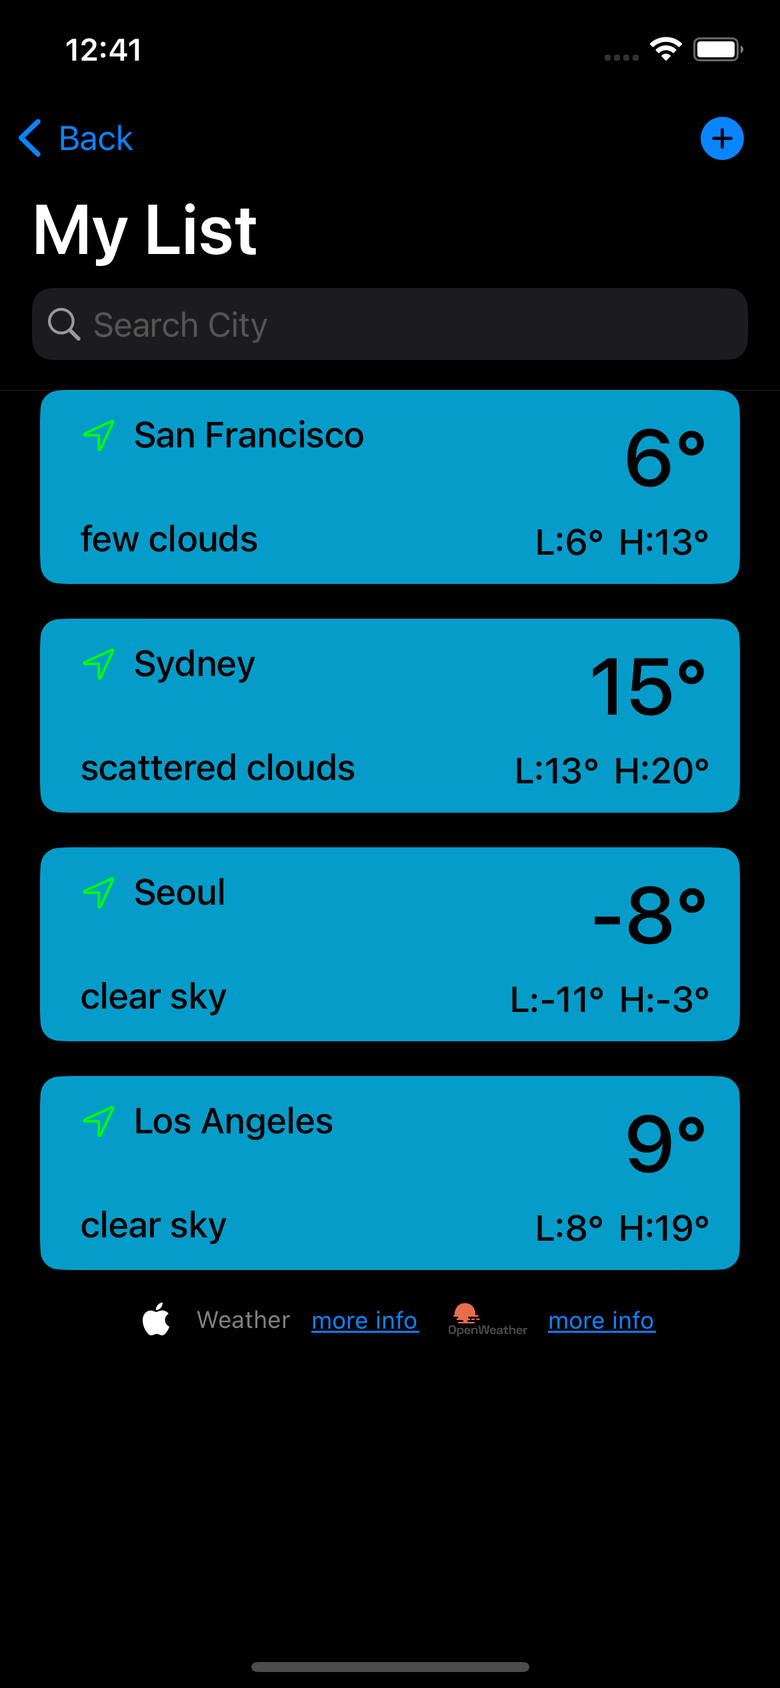 12:41
Back
My List
Search City
San Francisco
6°
few clouds
L:6° H:13°
Sydney
15°
scattered clouds
L:13° H:20°
Seoul
-8°
clear sky
L:-11° H:-3°
Los Angeles
9°
clear sky
L:8° H:19°
Weather more info OpenWeather more info